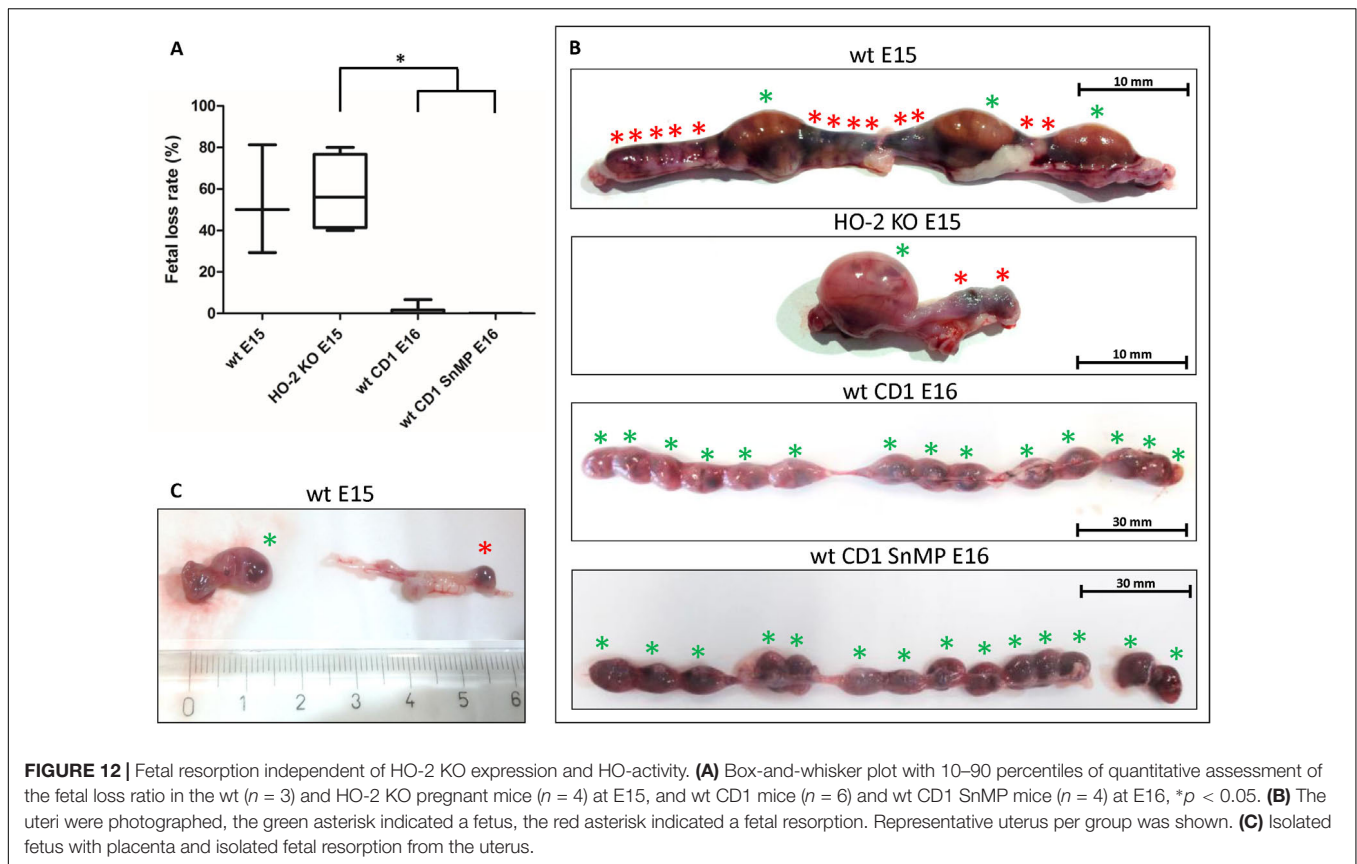 A
*
Fetal loss rate (%)
100
80
60
40
20
0
wt E15
HO-2 KO E15
wt CD1 E16
wt CD1 SnMP E16
B
wt E15
10 mm
* * * * * * * * * * * * * * * *
HO-2 KO E15
* * *
10 mm
wt CD1 E16
* * * * * * * * * * * * * *
30 mm
wt CD1 SnMP E16
30 mm
* * * * * * * * * * * * * *
C
wt E15
* *
0 1 2 3 4 5 6
FIGURE 12 | Fetal resorption independent of HO-2 KO expression and HO-activity. (A) Box-and-whisker plot with 10–90 percentiles of quantitative assessment of
the fetal loss ratio in the wt (n = 3) and HO-2 KO pregnant mice (n = 4) at E15, and wt CD1 mice (n = 6) and wt CD1 SnMP mice (n = 4) at E16, *p < 0.05. (B) The
uteri were photographed, the green asterisk indicated a fetus, the red asterisk indicated a fetal resorption. Representative uterus per group was shown. (C) Isolated
fetus with placenta and isolated fetal resorption from the uterus.